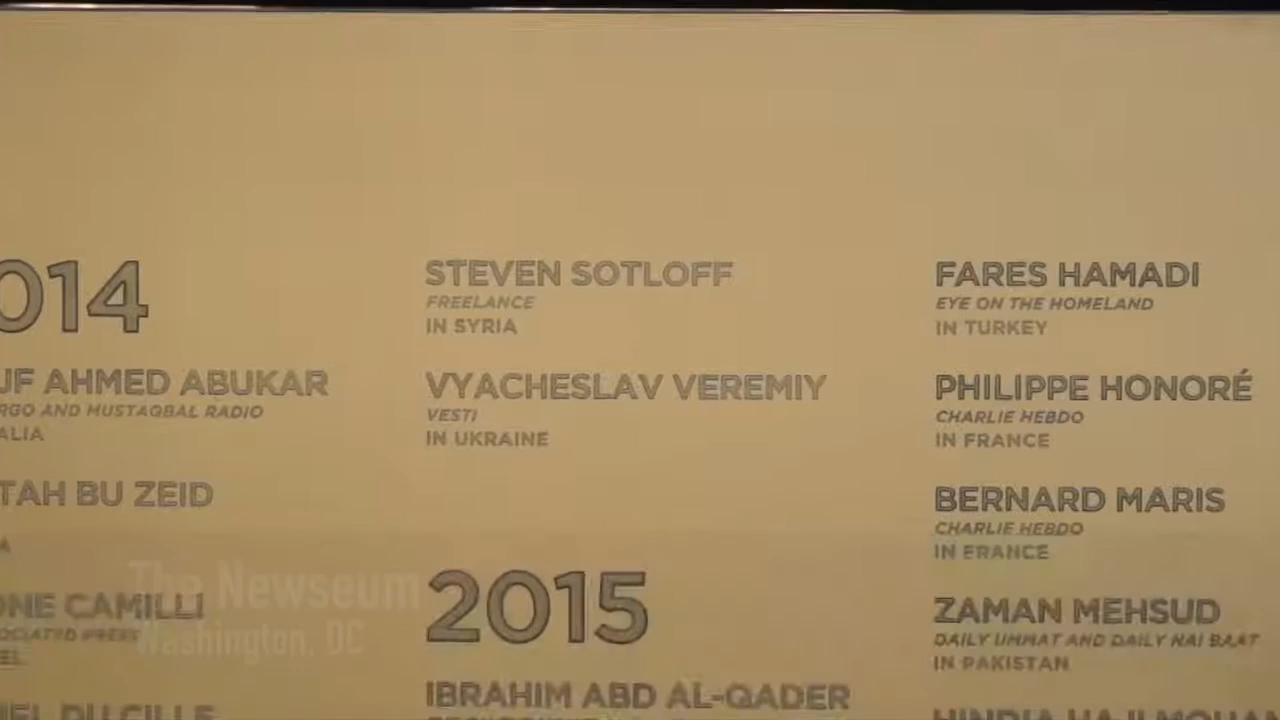 014
UF AHMED ABUKAR
RGO AND MUSTAQBAL RADIO
ALIA
TAH BU ZEID
A
ONE CAMILLI
OCIATED PRESS
EL
STEVEN SOTLOFF
FREELANCE
IN SYRIA
VYACHESLAV VEREMIY
VESTI
IN UKRAINE
2015
IBRAHIM ABD AL-QADER
FARES HAMADI
EYE ON THE HOMELAND
IN TURKEY
PHILIPPE HONORÉ
CHARLIE HEBDO
IN FRANCE
BERNARD MARIS
CHARLIE HEBDO
IN FRANCE
ZAMAN MEHSUD
DAILY UMMAT AND DAILY NAI BAAT
IN PAKISTAN
The Newseum
Washington, DC